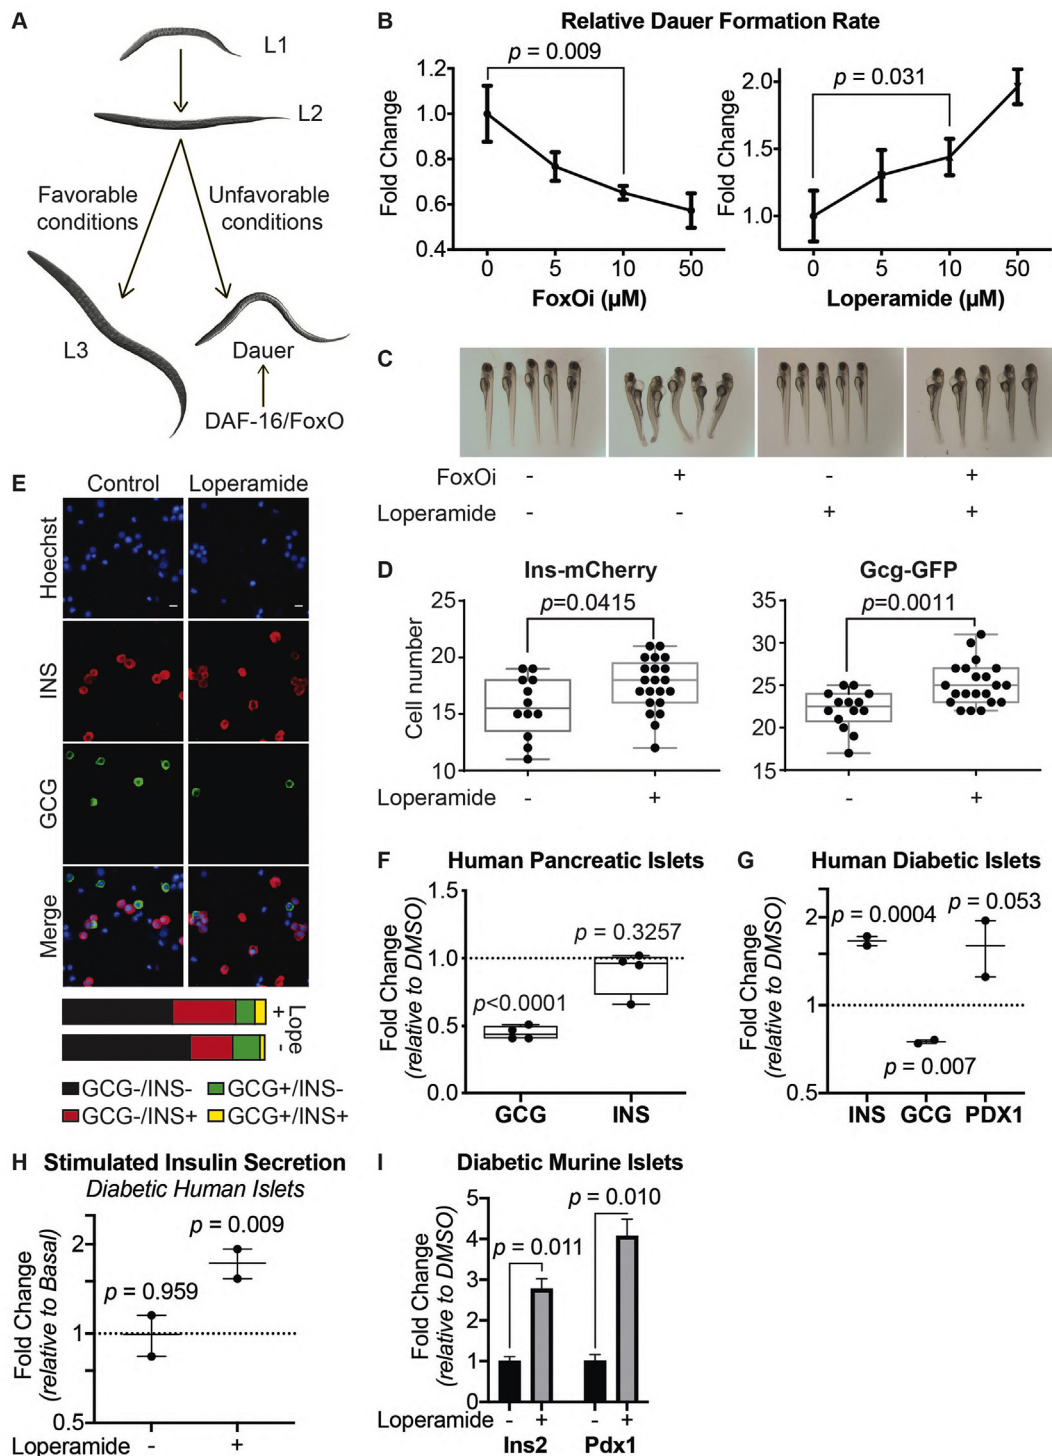 A
L1
L2
Favorable
conditions
Unfavorable
conditions
L3
Dauer
DAF-16/FoxO
B
Relative Dauer Formation Rate
p = 0.009
1.2
1.0
0.8
0.6
0.4
Fold Change
0 5 10 50
FoxOi (µM)
p = 0.031
2.0
1.5
1.0
Fold Change
0 5 10 50
Loperamide (µM)
C
FoxOi - + - +
Loperamide - - + +
D
Ins-mCherry
p=0.0415
25
20
15
10
Cell number
Gcg-GFP
p=0.0011
35
30
25
20
15
Loperamide - + - +
E
Control Loperamide
Hoechst
INS
GCG
Merge
+
-
Lope
GCG-/INS- GCG+/INS-
GCG-/INS+ GCG+/INS+
F
Human Pancreatic Islets
1.5
1.0
0.5
0.0
Fold Change
(relative to DMSO)
p = 0.3257
p<0.0001
GCG INS
G
Human Diabetic Islets
2
1
0.5
Fold Change
(relative to DMSO)
p = 0.053
p = 0.0004
p = 0.007
INS GCG PDX1
H
Stimulated Insulin Secretion
Diabetic Human Islets
2
1
0.5
Fold Change
(relative to Basal)
p = 0.009
p = 0.959
Loperamide - +
I
Diabetic Murine Islets
5
4
3
2
1
0
Fold Change
(relative to DMSO)
p = 0.010
p = 0.011
Loperamide - + - +
Ins2 Pdx1